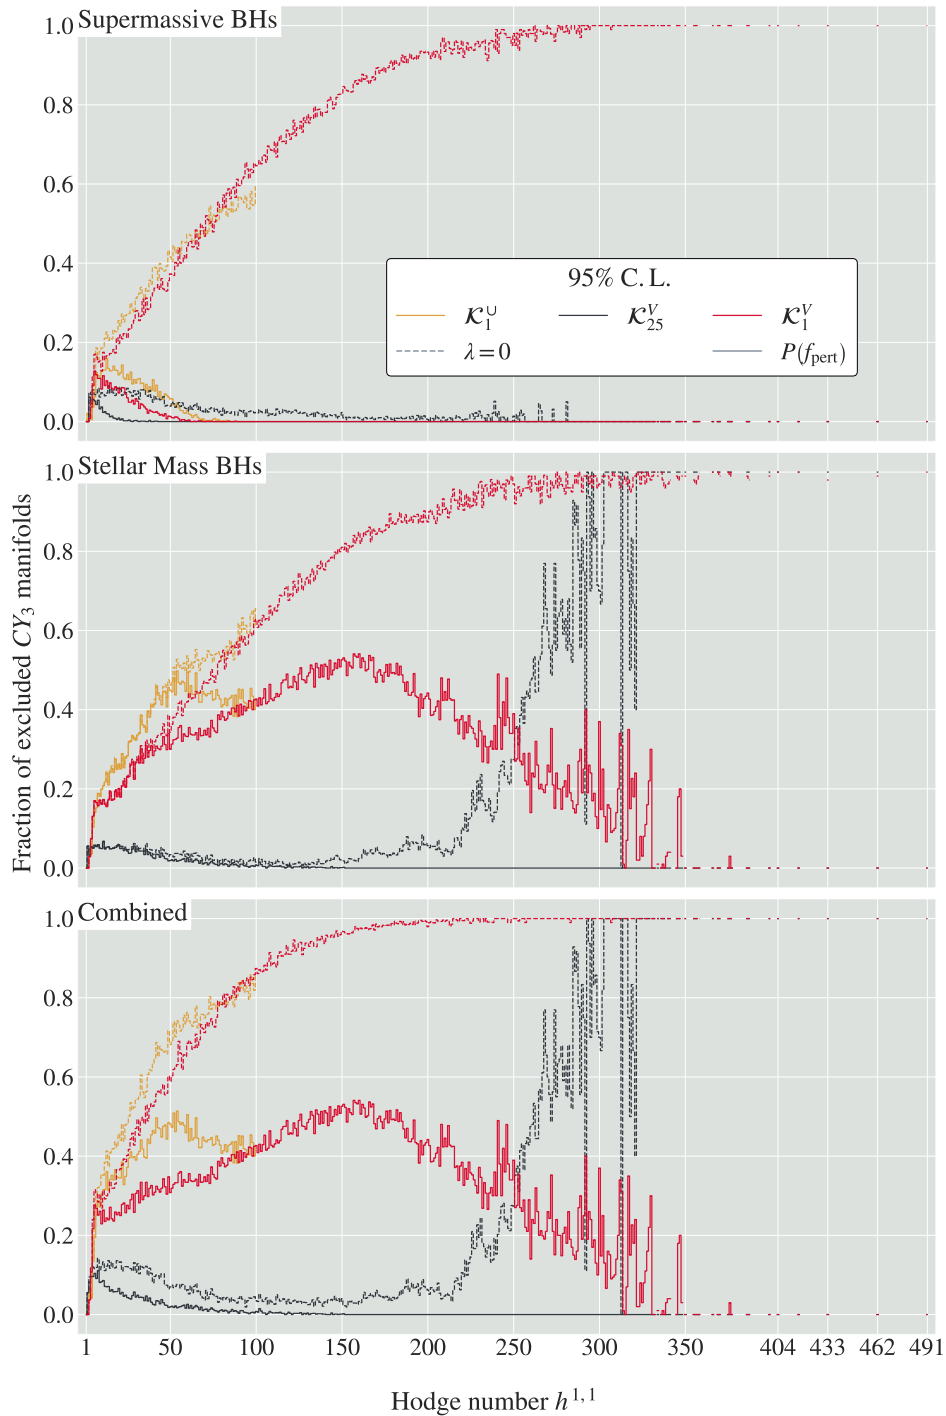 Supermassive BHs
1.0
0.8
0.6
0.4
0.2
0.0
95% C. L.
𝒦₁^∪
𝒦₂₅^V
𝒦₁^V
λ = 0
P(f_pert)
Stellar Mass BHs
1.0
0.8
0.6
0.4
0.2
0.0
Fraction of excluded CY₃ manifolds
Combined
1.0
0.8
0.6
0.4
0.2
0.0
1 50 100 150 200 250 300 350 404 433 462 491
Hodge number h^{1,1}